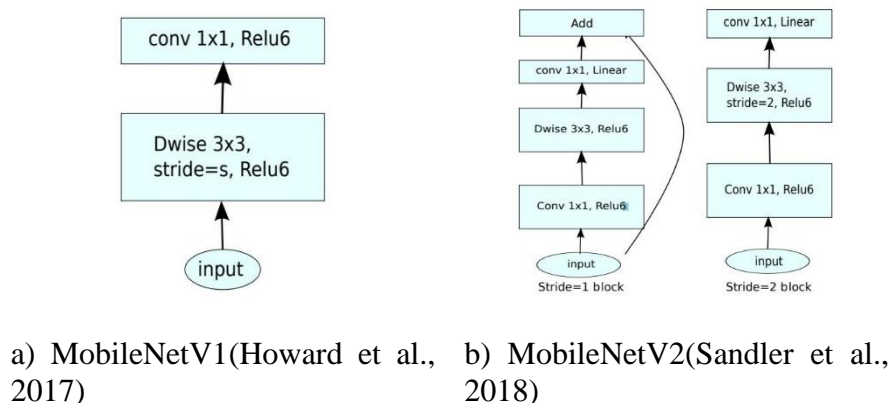 conv 1x1, Relu6
Dwise 3x3,
stride=s, Relu6
input
Add
conv 1x1, Linear
Dwise 3x3, Relu6
Conv 1x1, Relu6
input
Stride=1 block
conv 1x1, Linear
Dwise 3x3,
stride=2, Relu6
Conv 1x1, Relu6
input
Stride=2 block
a) MobileNetV1(Howard et al.,
2017)
b) MobileNetV2(Sandler et al.,
2018)